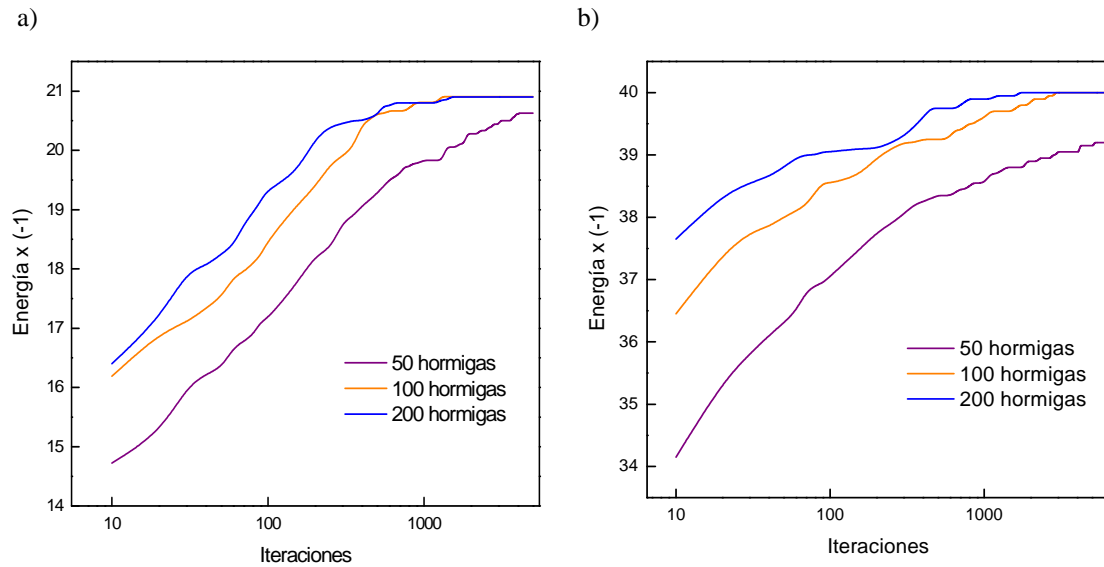 a)
21
20
19
18
17
16
15
14
Energía x (-1)
10
100
1000
Iteraciones
50 hormigas
100 hormigas
200 hormigas
b)
40
39
38
37
36
35
34
Energía x (-1)
10
100
1000
Iteraciones
50 hormigas
100 hormigas
200 hormigas